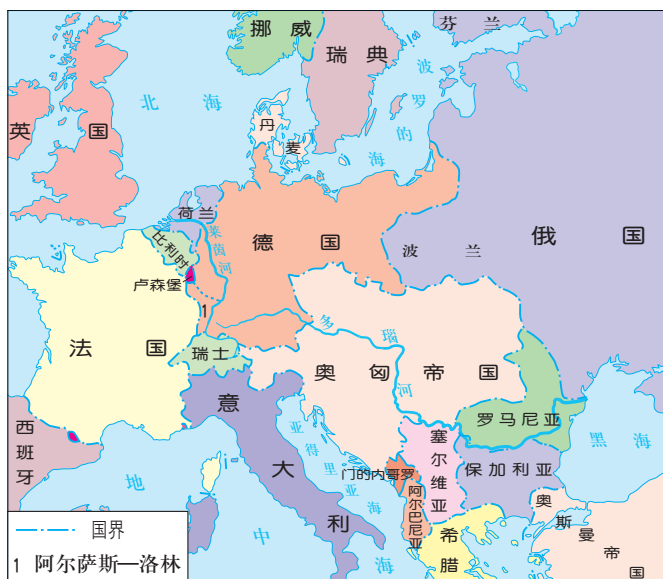 挪威
芬兰
瑞典
波罗的海
北海
英国
丹麦
荷兰
莱茵河
德国
波兰
俄国
比利时
卢森堡
1
法国
瑞士
多瑙河
奥匈帝国
意大利
罗马尼亚
黑海
西班牙
亚得里亚海
塞尔维亚
保加利亚
门的内哥罗
阿尔巴尼亚
奥斯曼帝国
地中海
希腊
国界
1 阿尔萨斯—洛林